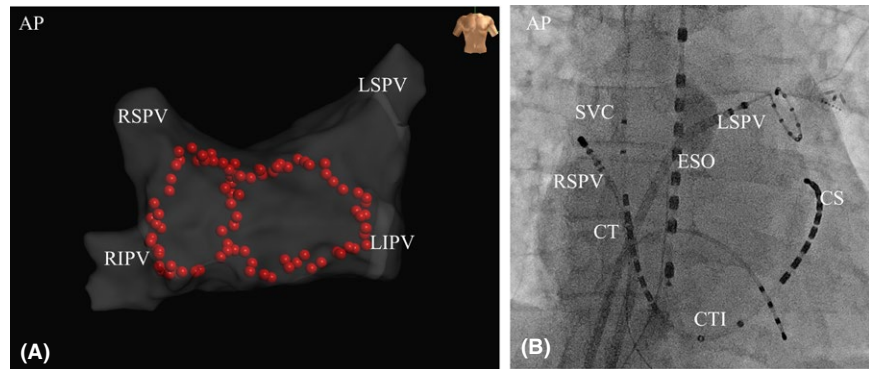 AP
RSPV
LSPV
RIPV
LIPV
(A)
AP
SVC
LSPV
RSPV
ESO
CS
CT
CTI
(B)